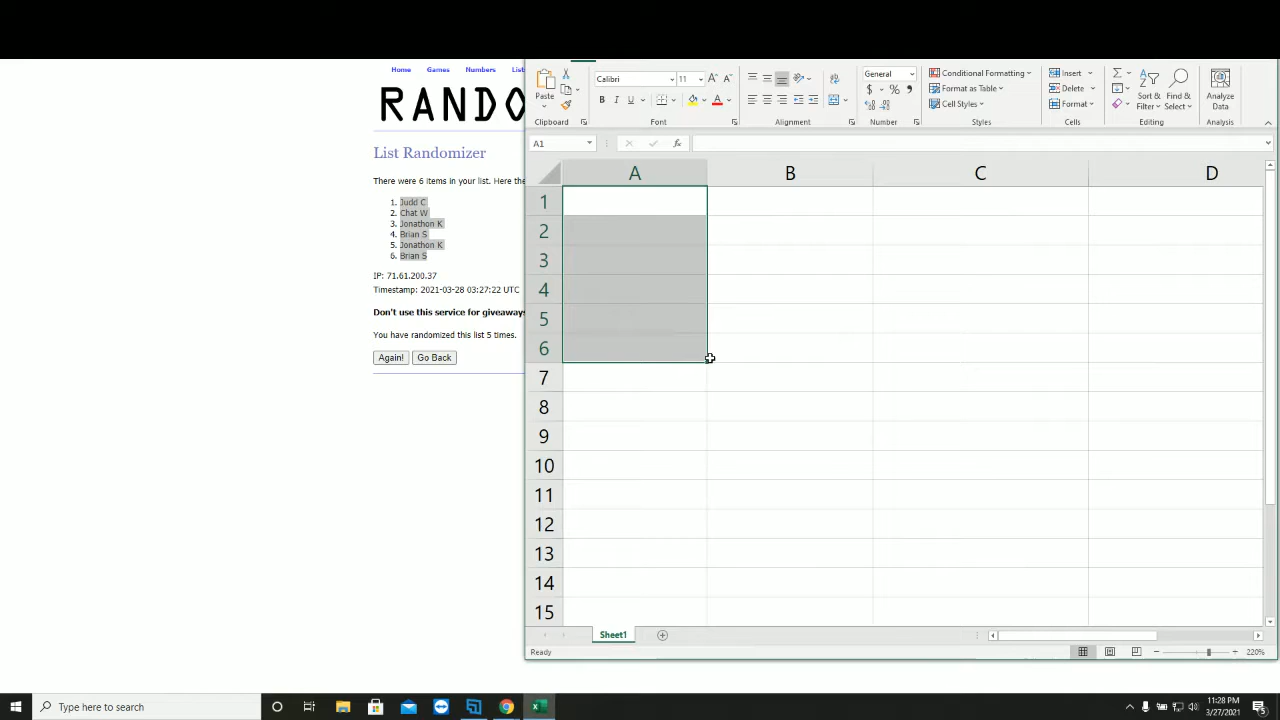 Home Games Numbers List
RANDO
List Randomizer
There were 6 items in your list. Here the
1. Judd C
2. Chat W
3. Jonathon K
4. Brian S
5. Jonathon K
6. Brian S
IP: 71.61.200.37
Timestamp: 2021-03-28 03:27:22 UTC
Don't use this service for giveaways
You have randomized this list 5 times.
Again! Go Back
Paste
Clipboard
Calibri 11
B I U
Font
Alignment
General
$ % 9
Number
Conditional Formatting
Format as Table
Cell Styles
Styles
Insert
Delete
Format
Cells
Sort &
Filter
Find &
Select
Editing
Analyze
Data
Analysis
A1 fx
A B C D
1
2
3
4
5
6
7
8
9
10
11
12
13
14
15
Sheet1
Ready 220%
Type here to search
11:28 PM
3/27/2021
5